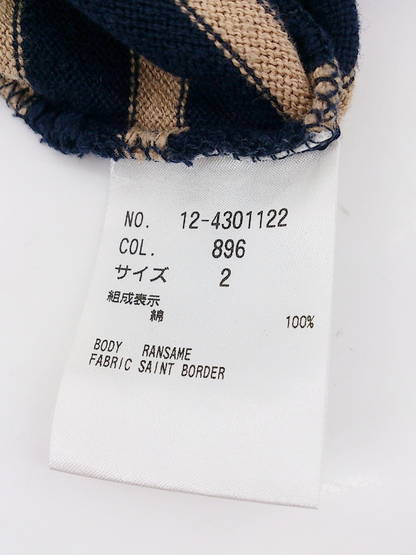 NO. 12-4301122
COL. 896
サイズ 2
組成表示
綿 100%
BODY RANSAME
FABRIC SAINT BORDER